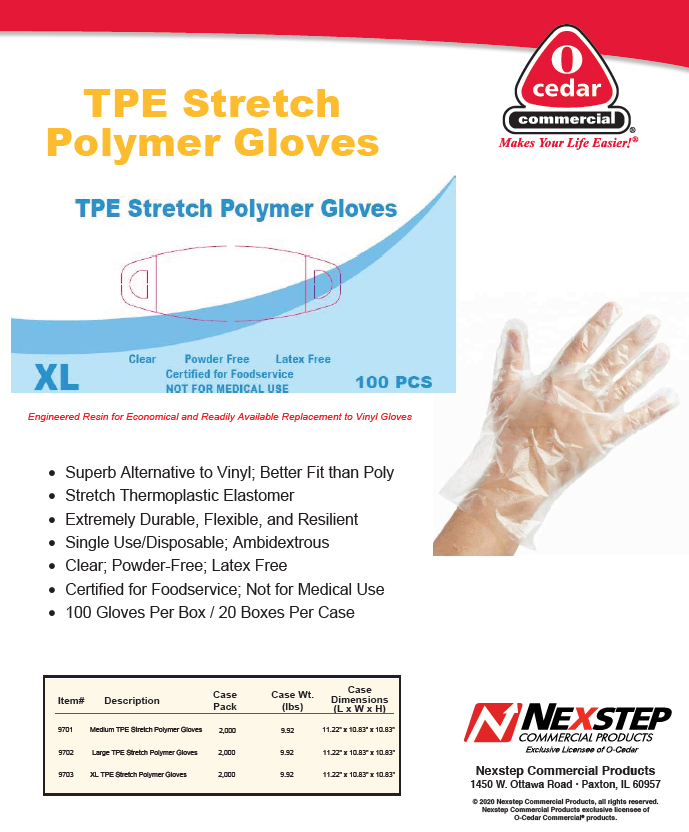 O
cedar
commercial®
Makes Your Life Easier!®
TPE Stretch
Polymer Gloves
TPE Stretch Polymer Gloves
Clear Powder Free Latex Free
Certified for Foodservice
NOT FOR MEDICAL USE
XL
100 PCS
Engineered Resin for Economical and Readily Available Replacement to Vinyl Gloves
• Superb Alternative to Vinyl; Better Fit than Poly
• Stretch Thermoplastic Elastomer
• Extremely Durable, Flexible, and Resilient
• Single Use/Disposable; Ambidextrous
• Clear; Powder-Free; Latex Free
• Certified for Foodservice; Not for Medical Use
• 100 Gloves Per Box / 20 Boxes Per Case
Item# Description Case Pack Case Wt. (lbs) Case Dimensions (L x W x H)
9701 Medium TPE Stretch Polymer Gloves 2,000 9.92 11.22" x 10.83" x 10.83"
9702 Large TPE Stretch Polymer Gloves 2,000 9.92 11.22" x 10.83" x 10.83"
9703 XL TPE Stretch Polymer Gloves 2,000 9.92 11.22" x 10.83" x 10.83"
NEXSTEP
COMMERCIAL PRODUCTS
Exclusive Licensee of O-Cedar
Nexstep Commercial Products
1450 W. Ottawa Road · Paxton, IL 60957
© 2020 Nexstep Commercial Products, all rights reserved.
Nexstep Commercial Products exclusive licensee of
O-Cedar Commercial® products.